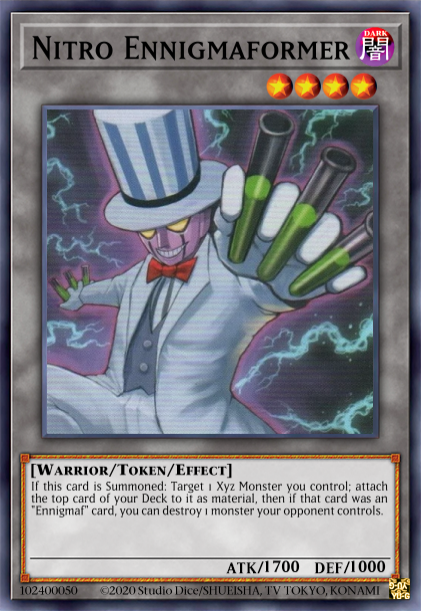 NITRO ENNIGMAFORMER
DARK
闇
[WARRIOR/TOKEN/EFFECT]
If this card is Summoned: Target 1 Xyz Monster you control; attach
the top card of your Deck to it as material, then if that card was an
"Ennigmaf" card, you can destroy 1 monster your opponent controls.
ATK/1700 DEF/1000
102400050 ©2020 Studio Dice/SHUEISHA, TV TOKYO, KONAMI